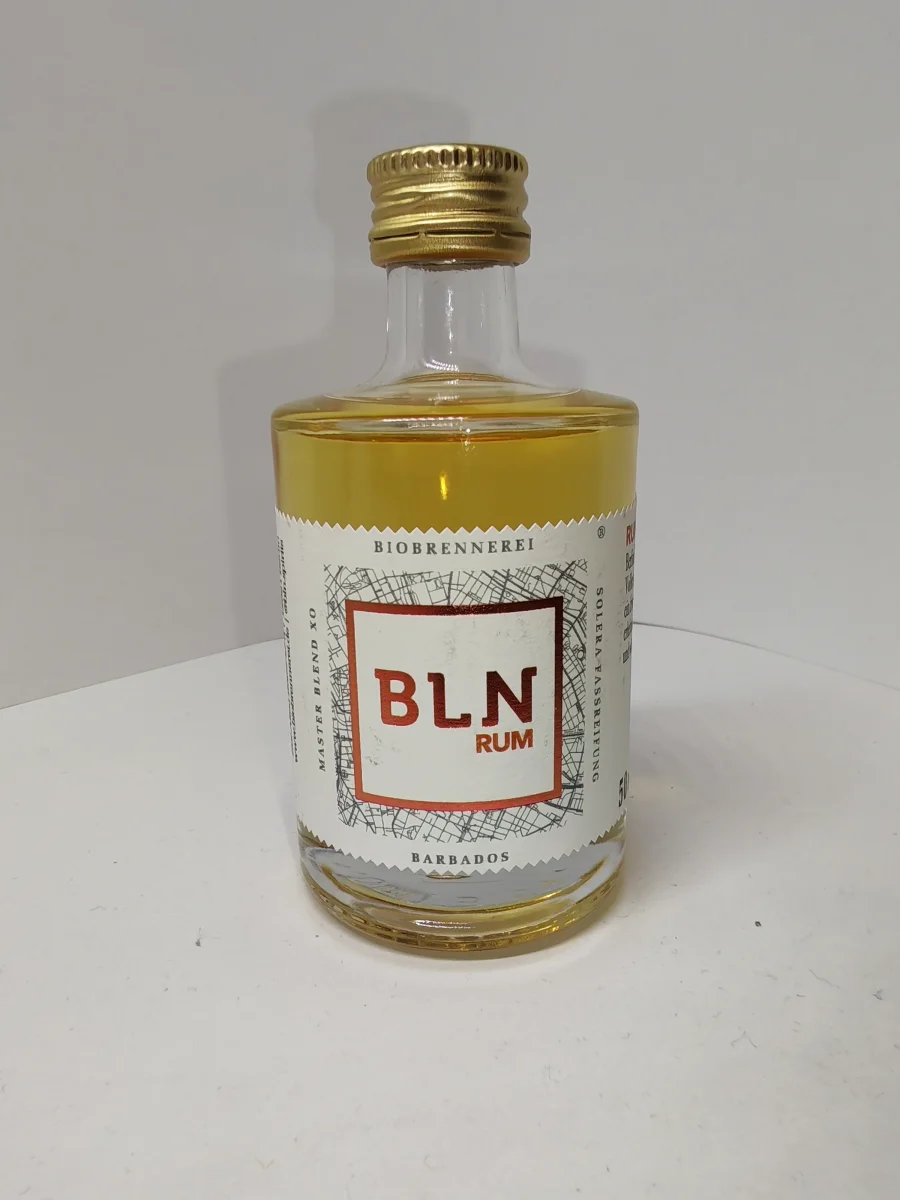 BIOBRENNEREI
®
MASTER BLEND XO
SOLERA FASSREIFUNG
BLN
RUM
BARBADOS